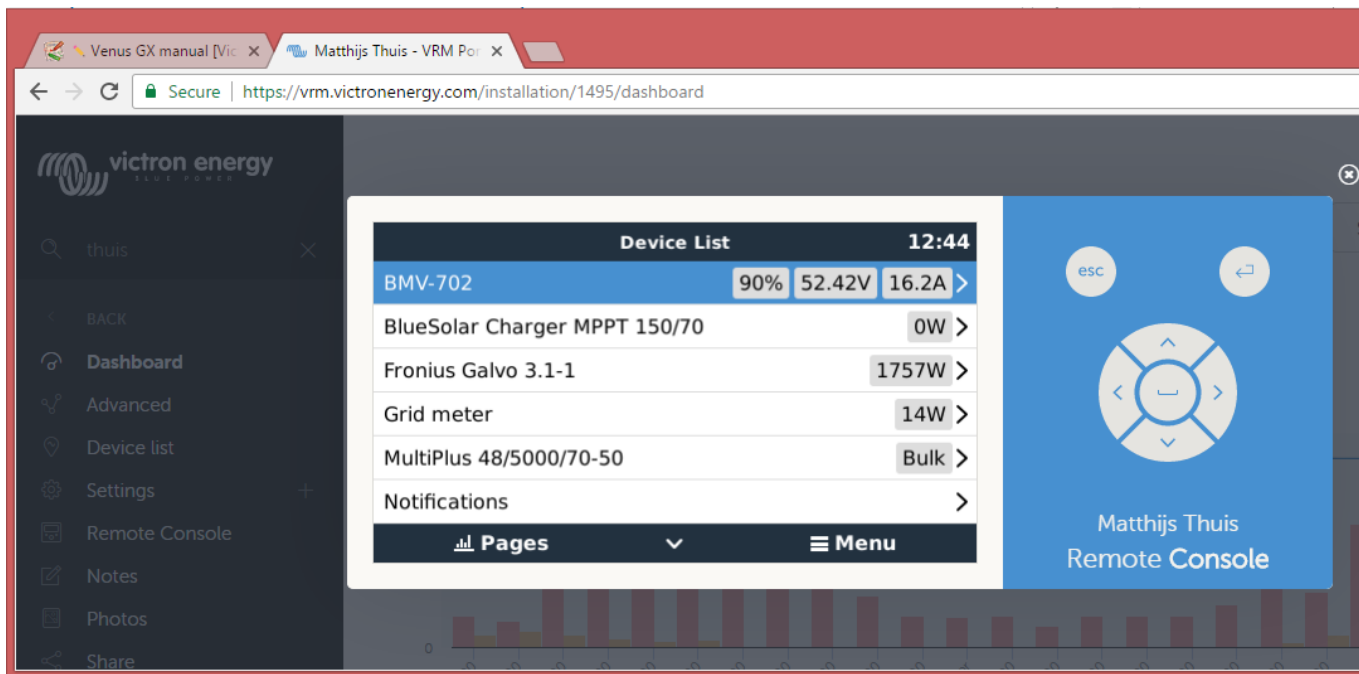 Venus GX manual [Vic
Matthijs Thuis - VRM Por
Secure | https://vrm.victronenergy.com/installation/1495/dashboard
victron energy
BLUE POWER
thuis
BACK
Dashboard
Advanced
Device list
Settings
Remote Console
Notes
Photos
Share
Device List 12:44
BMV-702 90% 52.42V 16.2A
BlueSolar Charger MPPT 150/70 0W
Fronius Galvo 3.1-1 1757W
Grid meter 14W
MultiPlus 48/5000/70-50 Bulk
Notifications
Pages Menu
esc
Matthijs Thuis
Remote Console
0